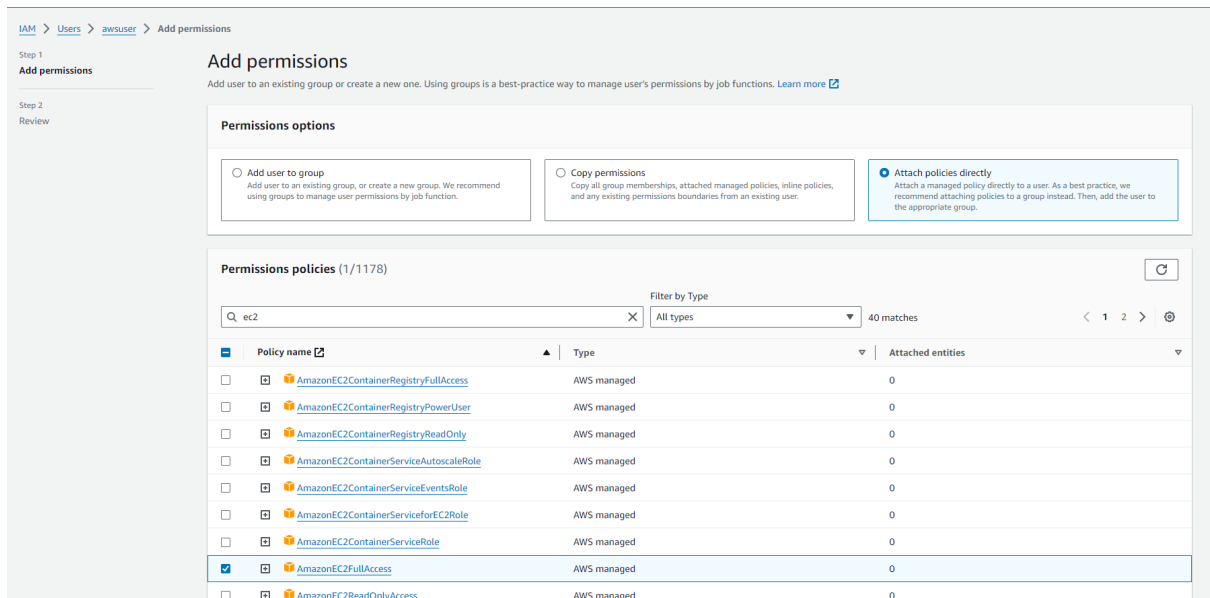 IAM > Users > awsuser > Add permissions
Step 1
Add permissions
Step 2
Review
Add permissions
Add user to an existing group or create a new one. Using groups is a best-practice way to manage user's permissions by job functions. Learn more
Permissions options
Add user to group
Add user to an existing group, or create a new group. We recommend
using groups to manage user permissions by job function.
Copy permissions
Copy all group memberships, attached managed policies, inline policies,
and any existing permissions boundaries from an existing user.
Attach policies directly
Attach a managed policy directly to a user. As a best practice, we
recommend attaching policies to a group instead. Then, add the user to
the appropriate group.
Permissions policies (1/1178)
Filter by Type
ec2
All types
40 matches
1 2
Policy name Type Attached entities
AmazonEC2ContainerRegistryFullAccess AWS managed 0
AmazonEC2ContainerRegistryPowerUser AWS managed 0
AmazonEC2ContainerRegistryReadOnly AWS managed 0
AmazonEC2ContainerServiceAutoscaleRole AWS managed 0
AmazonEC2ContainerServiceEventsRole AWS managed 0
AmazonEC2ContainerServiceforEC2Role AWS managed 0
AmazonEC2ContainerServiceRole AWS managed 0
AmazonEC2FullAccess AWS managed 0
AmazonEC2ReadOnlyAccess AWS managed 0